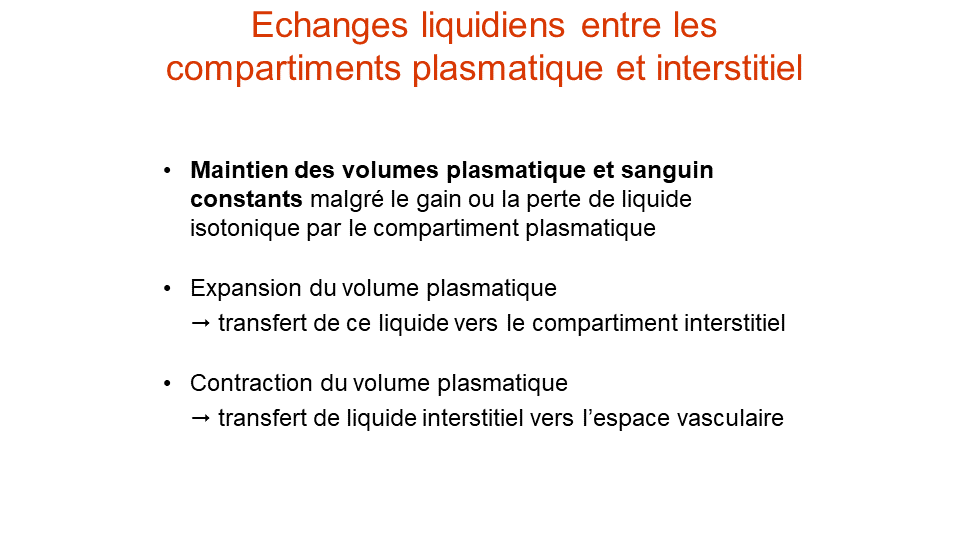 Echanges liquidiens entre les
compartiments plasmatique et interstitiel
• Maintien des volumes plasmatique et sanguin
constants malgré le gain ou la perte de liquide
isotonique par le compartiment plasmatique
• Expansion du volume plasmatique
→ transfert de ce liquide vers le compartiment interstitiel
• Contraction du volume plasmatique
→ transfert de liquide interstitiel vers l’espace vasculaire